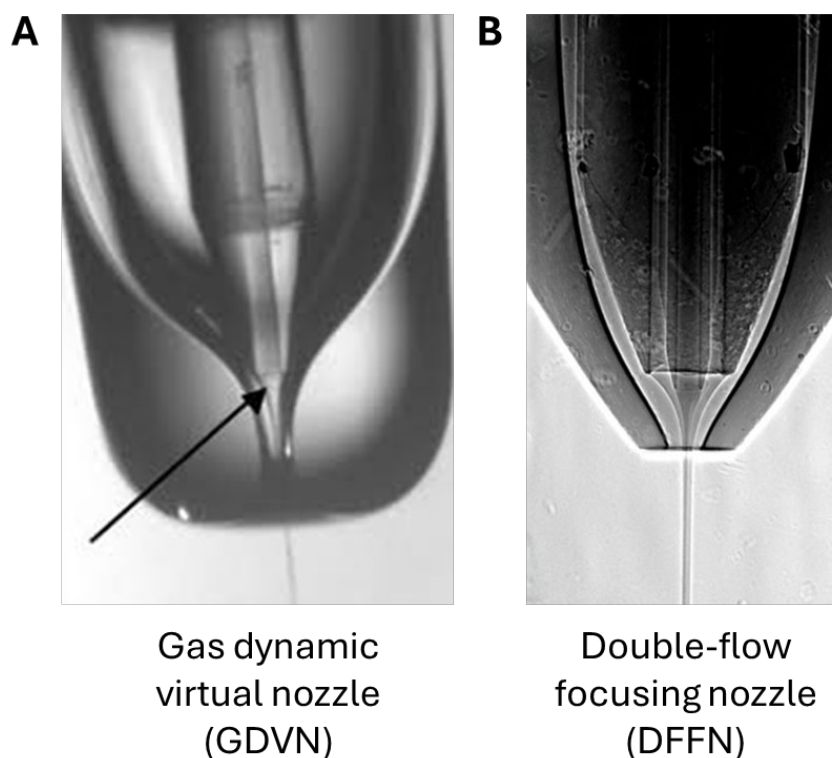 A
B
Gas dynamic
virtual nozzle
(GDVN)
Double-flow
focusing nozzle
(DFFN)